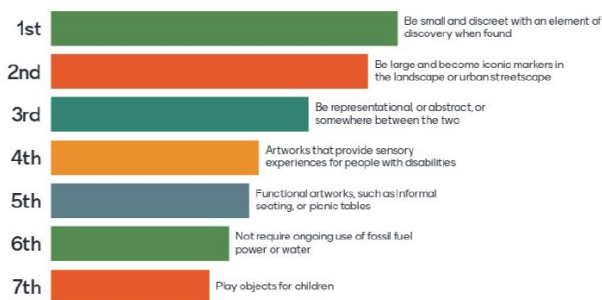 1st
Be small and discreet with an element of
discovery when found
2nd
Be large and become iconic markers in
the landscape or urban streetscape
3rd
Be representational, or abstract, or
somewhere between the two
4th
Artworks that provide sensory
experiences for people with disabilities
5th
Functional artworks, such as informal
seating, or picnic tables
6th
Not require ongoing use of fossil fuel
power or water
7th
Play objects for children